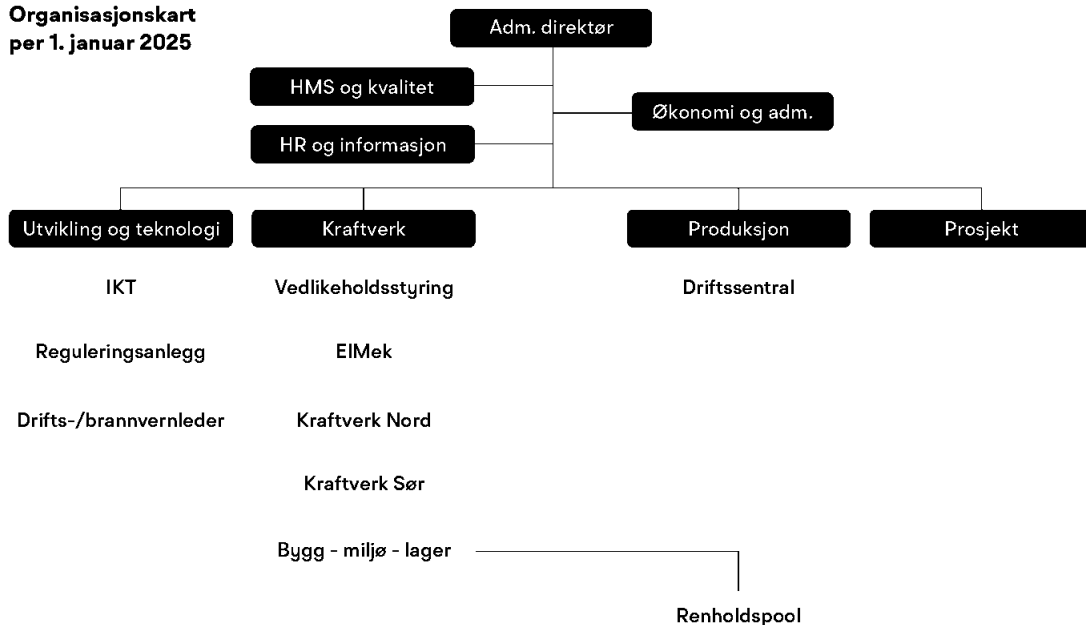 Organisasjonskart
per 1. januar 2025
Adm. direktør
HMS og kvalitet
Økonomi og adm.
HR og informasjon
Utvikling og teknologi
Kraftverk
Produksjon
Prosjekt
IKT
Vedlikeholdsstyring
Driftssentral
Reguleringsanlegg
ElMek
Drifts-/brannvernleder
Kraftverk Nord
Kraftverk Sør
Bygg - miljø - lager
Renholdspool